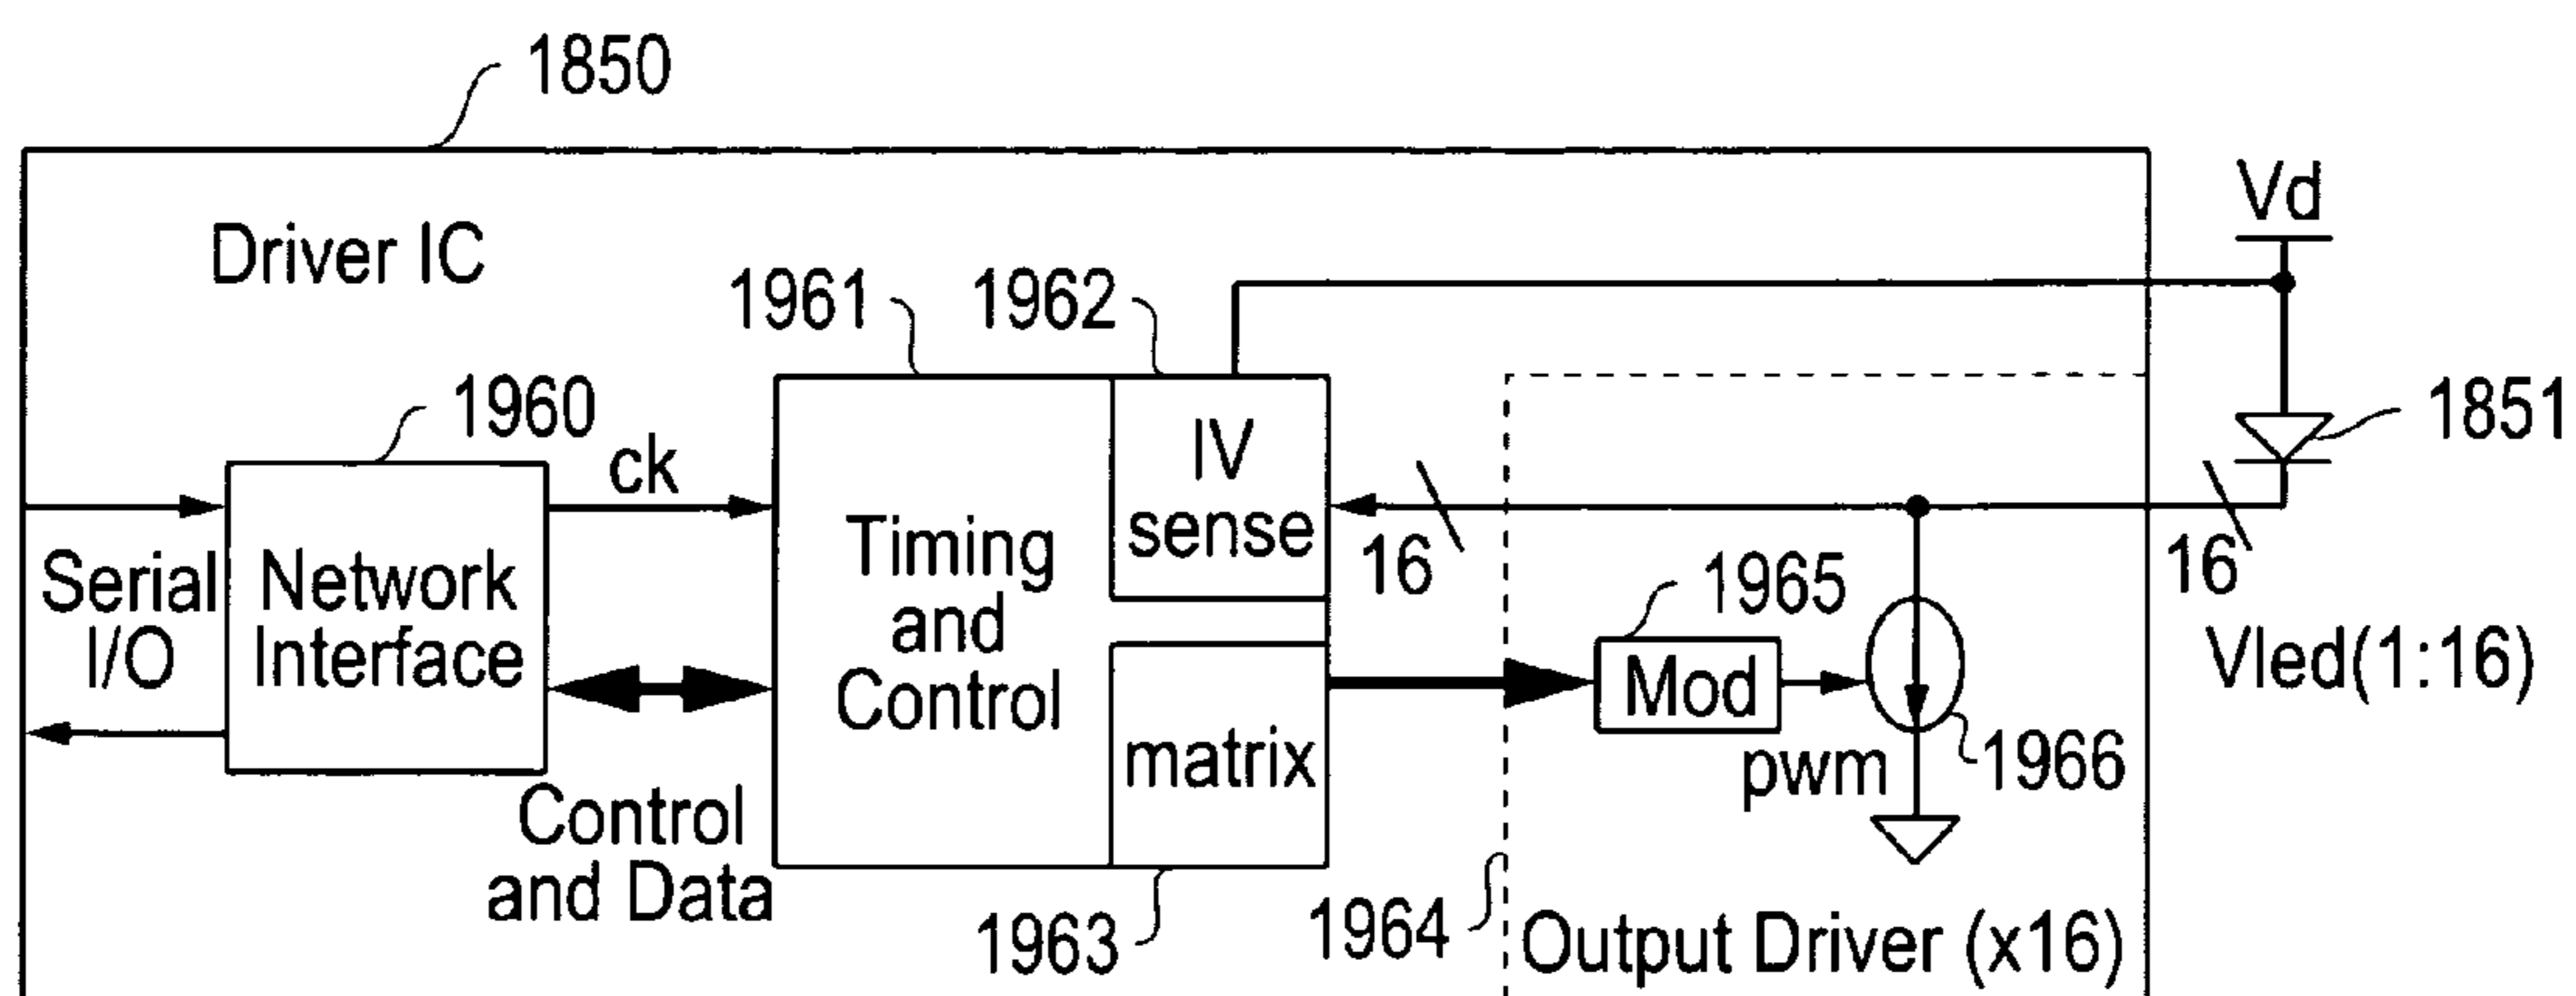 1850
Driver IC
Vd
1961
1962
1960
1851
ck
IV
sense
Timing
and
Control
16
16
Serial
I/O
Network
Interface
1965
Mod
Vled(1:16)
matrix
pwm
1966
Control
and Data
1963
1964
Output Driver (x16)